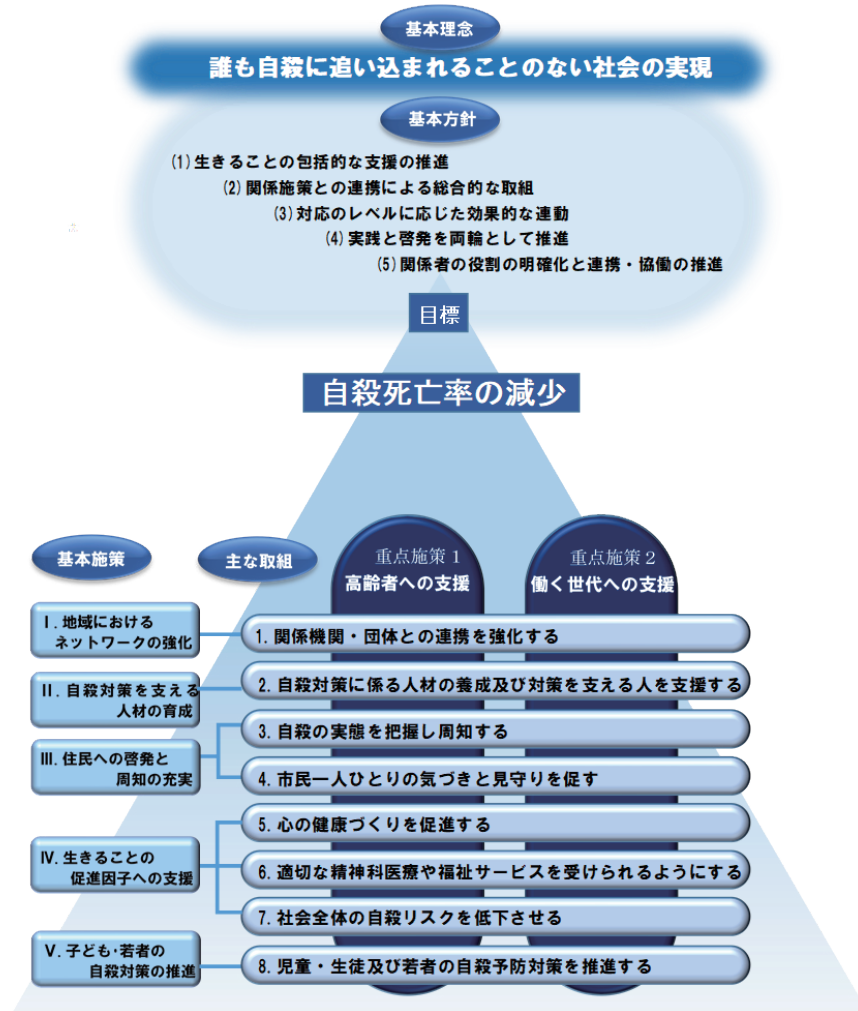 基本理念
誰も自殺に追い込まれることのない社会の実現
基本方針
(1)生きることの包括的な支援の推進
(2)関係施策との連携による総合的な取組
(3)対応のレベルに応じた効果的な連動
(4)実践と啓発を両輪として推進
(5)関係者の役割の明確化と連携・協働の推進
目標
自殺死亡率の減少
基本施策
主な取組
重点施策1
高齢者への支援
重点施策2
働く世代への支援
Ⅰ.地域における
ネットワークの強化
1.関係機関・団体との連携を強化する
Ⅱ.自殺対策を支える
人材の育成
2.自殺対策に係る人材の養成及び対策を支える人を支援する
Ⅲ.住民への啓発と
周知の充実
3.自殺の実態を把握し周知する
4.市民一人ひとりの気づきと見守りを促す
Ⅳ.生きることの
促進因子への支援
5.心の健康づくりを促進する
6.適切な精神科医療や福祉サービスを受けられるようにする
7.社会全体の自殺リスクを低下させる
Ⅴ.子ども・若者の
自殺対策の推進
8.児童・生徒及び若者の自殺予防対策を推進する